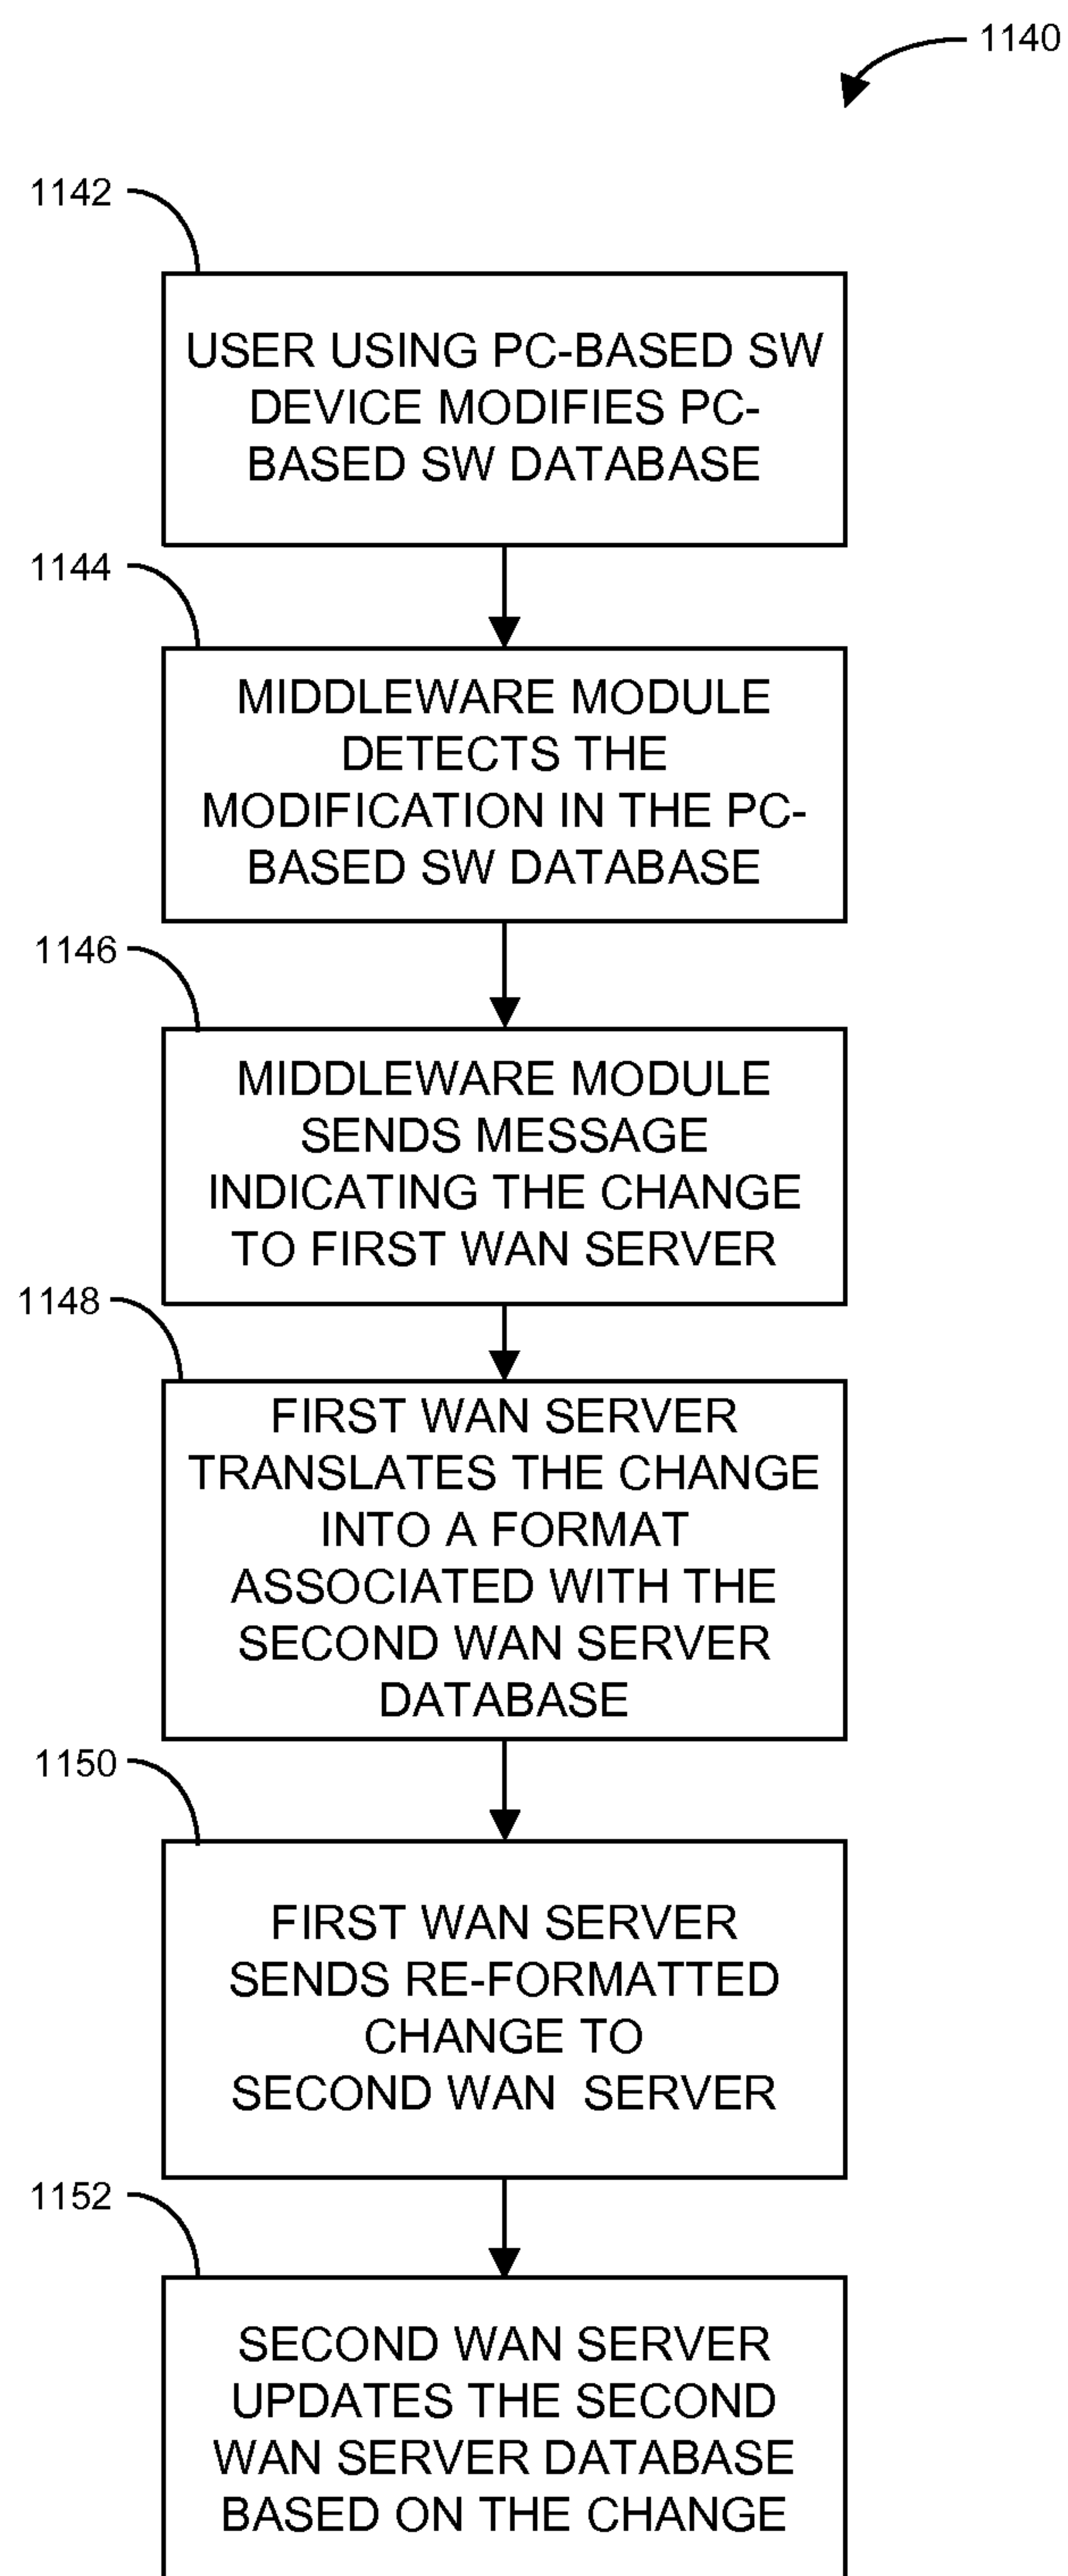 1140
1142
USER USING PC-BASED SW
DEVICE MODIFIES PC-
BASED SW DATABASE
1144
MIDDLEWARE MODULE
DETECTS THE
MODIFICATION IN THE PC-
BASED SW DATABASE
1146
MIDDLEWARE MODULE
SENDS MESSAGE
INDICATING THE CHANGE
TO FIRST WAN SERVER
1148
FIRST WAN SERVER
TRANSLATES THE CHANGE
INTO A FORMAT
ASSOCIATED WITH THE
SECOND WAN SERVER
DATABASE
1150
FIRST WAN SERVER
SENDS RE-FORMATTED
CHANGE TO
SECOND WAN SERVER
1152
SECOND WAN SERVER
UPDATES THE SECOND
WAN SERVER DATABASE
BASED ON THE CHANGE